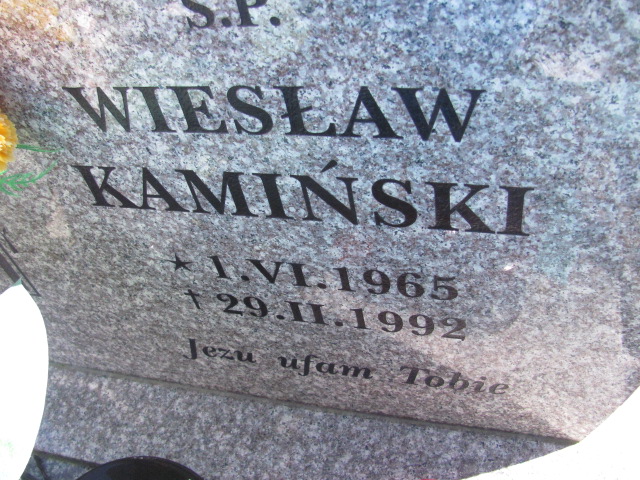 Ś.P.
WIESŁAW
KAMIŃSKI
★ 1.VI.1965
† 29.II.1992
Jezu ufam Tobie